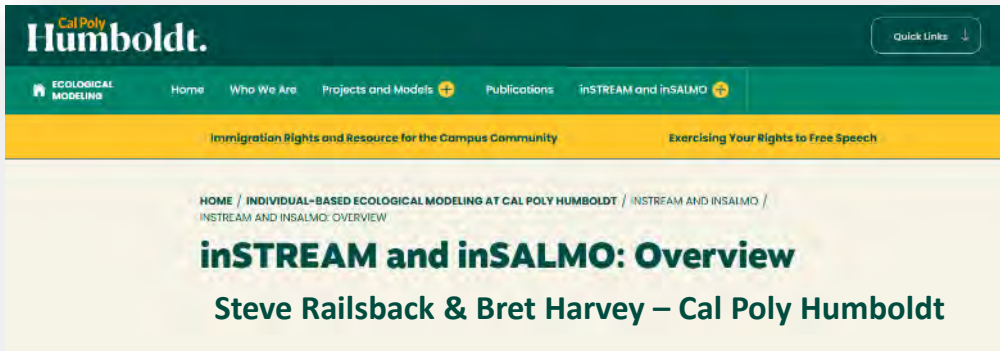 Cal Poly
Humboldt.
Quick Links ↓
ECOLOGICAL
MODELING
Home Who We Are Projects and Models + Publications inSTREAM and inSALMO +
Immigration Rights and Resource for the Campus Community Exercising Your Rights to Free Speech
HOME / INDIVIDUAL-BASED ECOLOGICAL MODELING AT CAL POLY HUMBOLDT / INSTREAM AND INSALMO /
INSTREAM AND INSALMO: OVERVIEW
inSTREAM and inSALMO: Overview
Steve Railsback & Bret Harvey – Cal Poly Humboldt